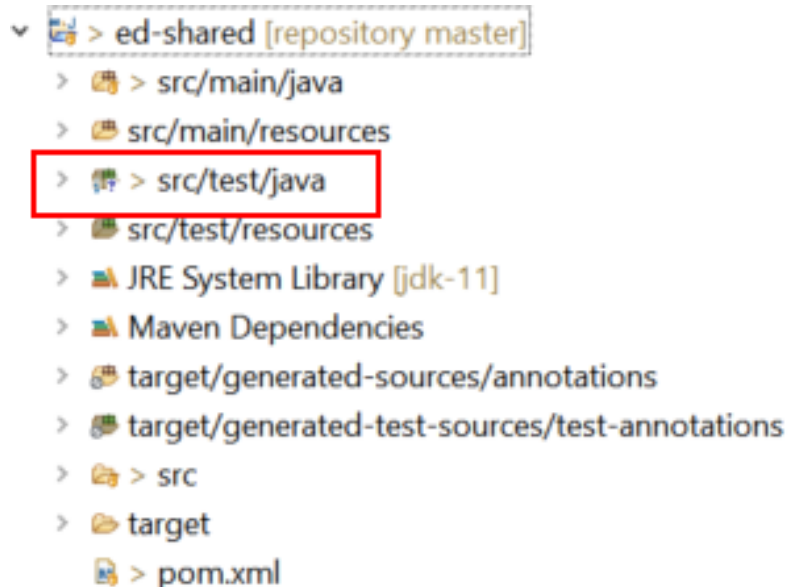 > ed-shared [repository master]
> src/main/java
src/main/resources
> src/test/java
src/test/resources
JRE System Library [jdk-11]
Maven Dependencies
target/generated-sources/annotations
target/generated-test-sources/test-annotations
> src
target
> pom.xml